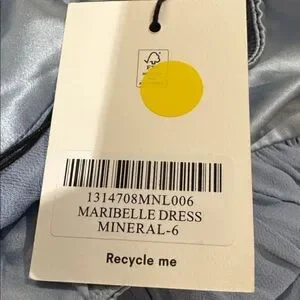 1314708MNL006
MARIBELLE DRESS
MINERAL-6
Recycle me